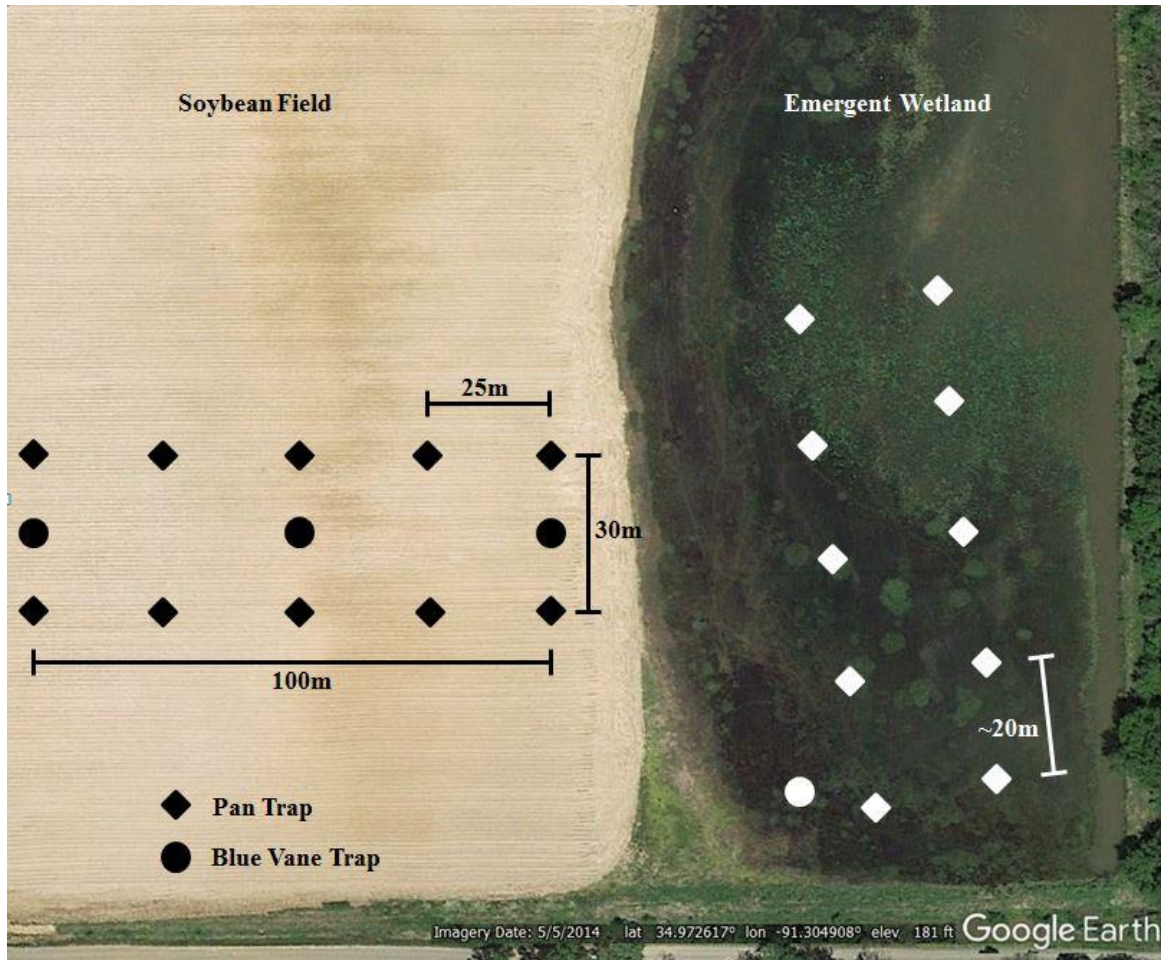 Soybean Field
Emergent Wetland
25m
30m
100m
~20m
Pan Trap
Blue Vane Trap
Imagery Date: 5/5/2014 lat 34.972617° lon -91.304908° elev 181 ft Google Earth